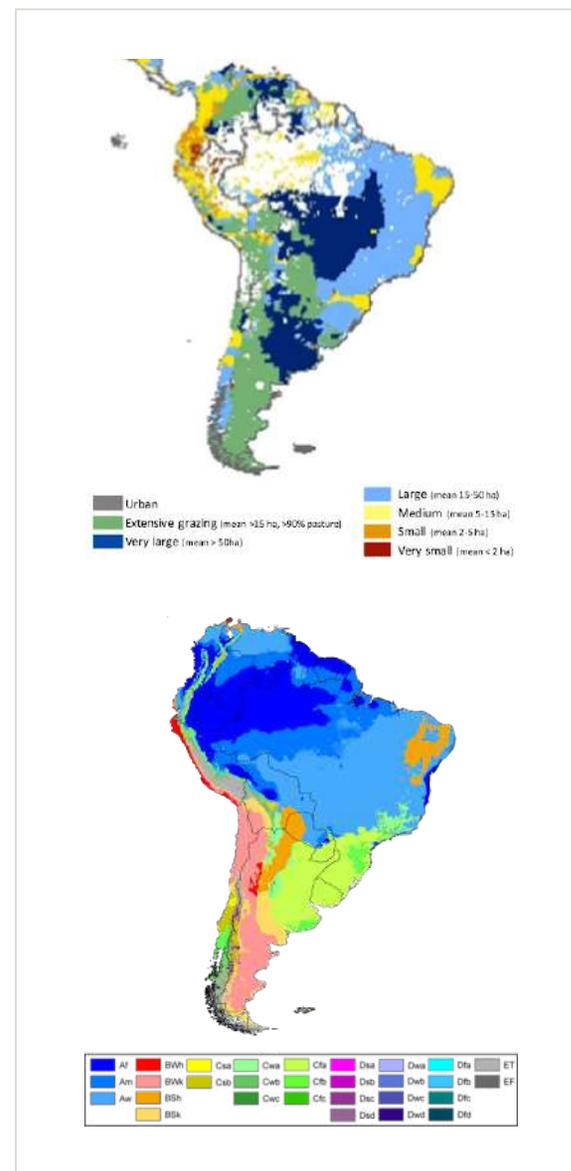 Urban
Extensive grazing (mean >15 ha, >90% pasture)
Very large (mean > 50ha)
Large (mean 15-50 ha)
Medium (mean 5-15 ha)
Small (mean 2-5 ha)
Very small (mean < 2 ha)
Af BWh Csa Cwa Cfa Dsa Dwa Dfa ET
Am BWk Csb Cwb Cfb Dsb Dwb Dfb EF
Aw BSh Cwc Cfc Dsc Dwc Dfc
BSk Dsd Dwd Dfd